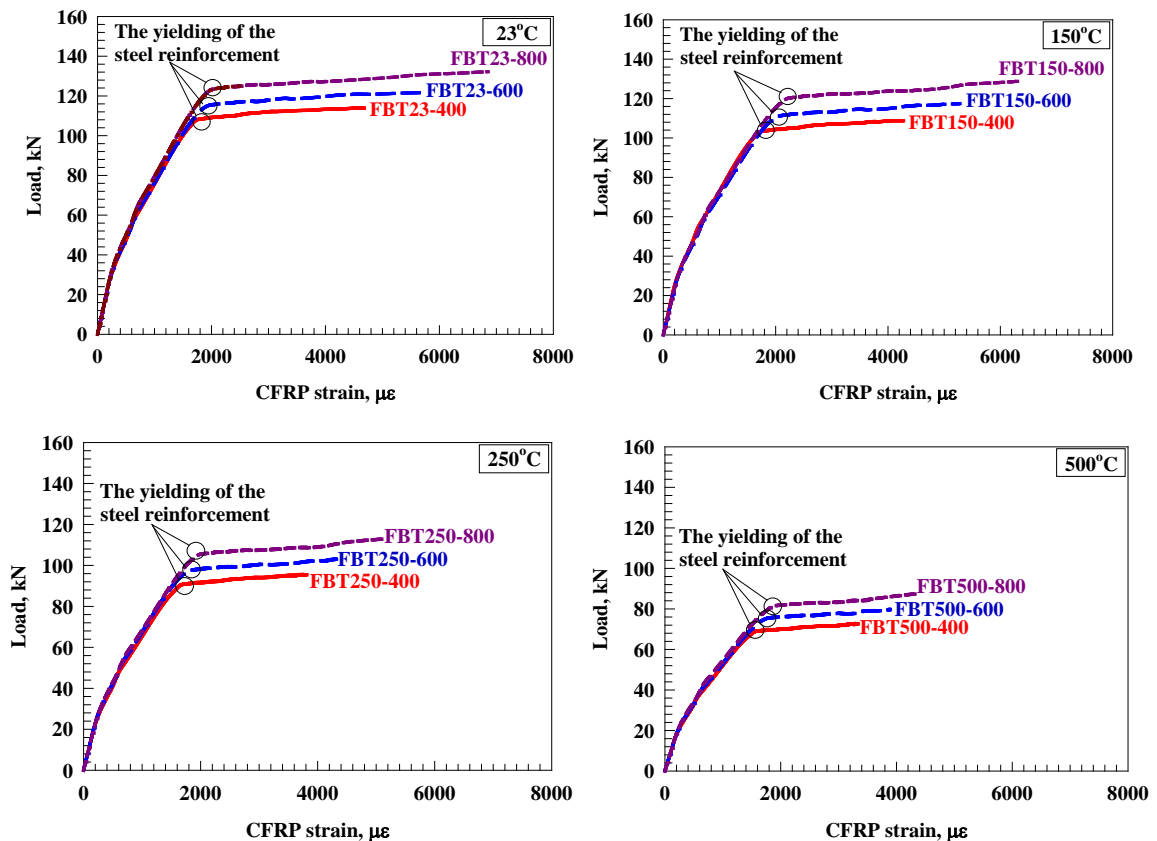 160
140
120
100
80
60
40
20
0
Load, kN
The yielding of the
steel reinforcement
23°C
FBT23-800
FBT23-600
FBT23-400
0 2000 4000 6000 8000
CFRP strain, με
160
140
120
100
80
60
40
20
0
Load, kN
The yielding of the
steel reinforcement
150°C
FBT150-800
FBT150-600
FBT150-400
0 2000 4000 6000 8000
CFRP strain, με
160
140
120
100
80
60
40
20
0
Load, kN
250°C
The yielding of the
steel reinforcement
FBT250-800
FBT250-600
FBT250-400
0 2000 4000 6000 8000
CFRP strain, με
160
140
120
100
80
60
40
20
0
Load, kN
500°C
The yielding of the
steel reinforcement
FBT500-800
FBT500-600
FBT500-400
0 2000 4000 6000 8000
CFRP strain, με